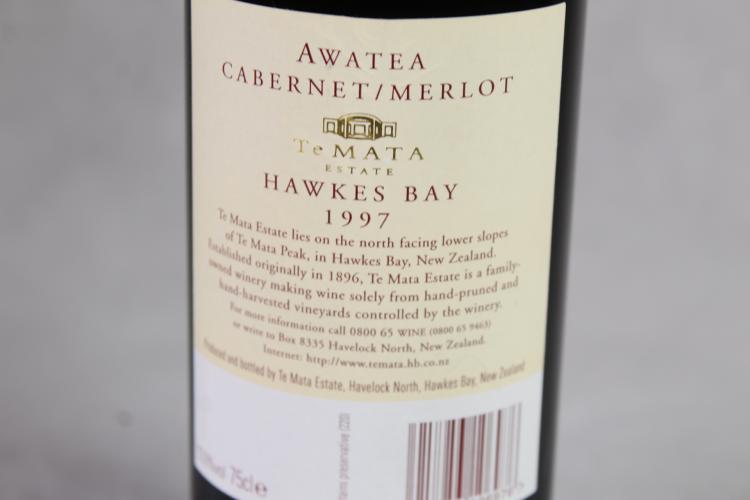 AWATEA
CABERNET/MERLOT
Te MATA
ESTATE
HAWKES BAY
1997
Te Mata Estate lies on the north facing lower slopes
of Te Mata Peak, in Hawkes Bay, New Zealand.
Established originally in 1896, Te Mata Estate is a family-
owned winery making wine solely from hand-pruned and
hand-harvested vineyards controlled by the winery.
For more information call 0800 65 WINE (0800 65 9463)
or write to Box 8335 Havelock North, New Zealand.
Internet: http://www.temata.hb.co.nz
Produced and bottled by Te Mata Estate, Havelock North, Hawkes Bay, New Zealand
75cl e
preservative (220)